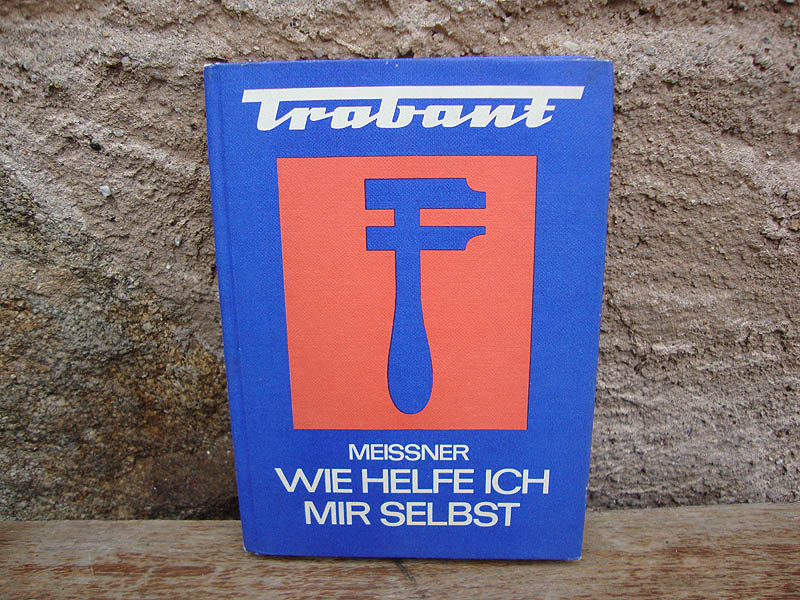 Trabant
MEISSNER
WIE HELFE ICH
MIR SELBST